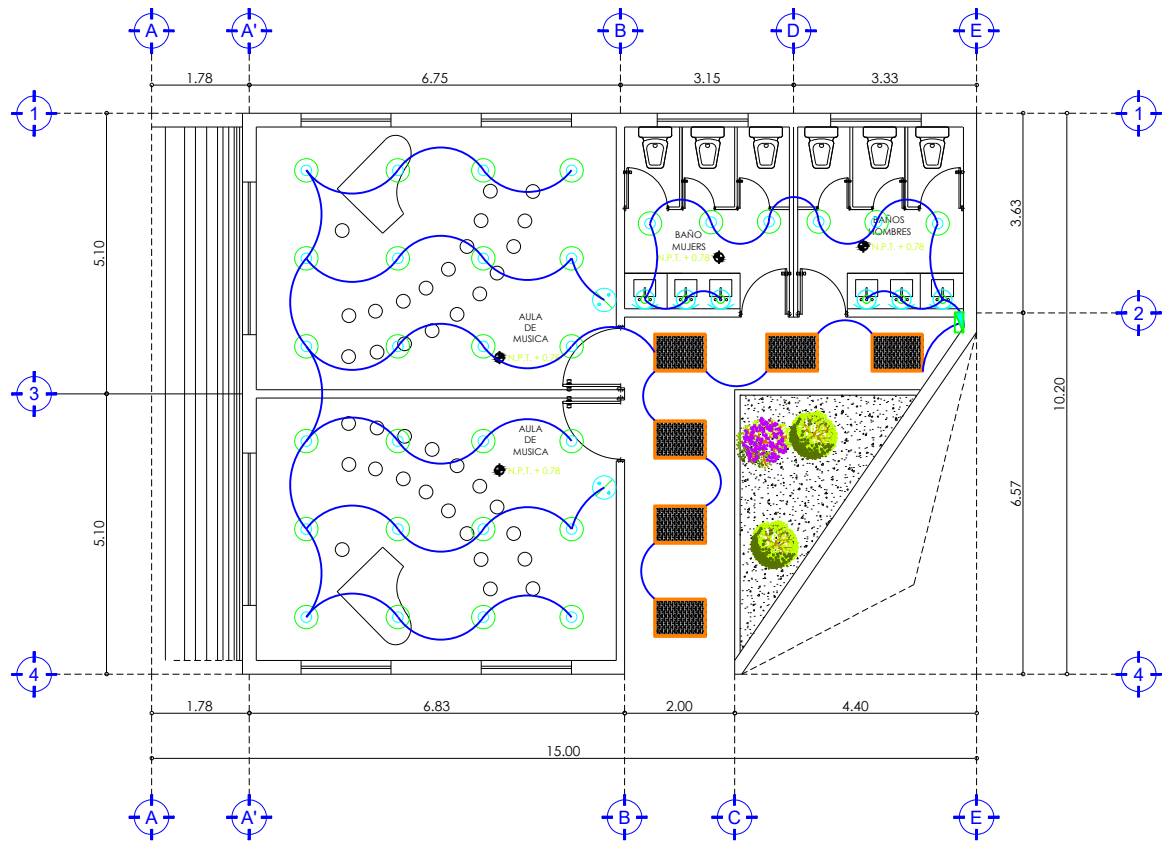 A A' B D E
1.78 6.75 3.15 3.33
1 1
5.10 3.63
BAÑO
MUJERS
N.P.T. + 0.78
BAÑOS
HOMBRES
N.P.T. + 0.78
2
AULA
DE
MUSICA
N.P.T. + 0.78
3
10.20
AULA
DE
MUSICA
N.P.T. + 0.78
5.10 6.57
4 4
1.78 6.83 2.00 4.40
15.00
A A' B C E